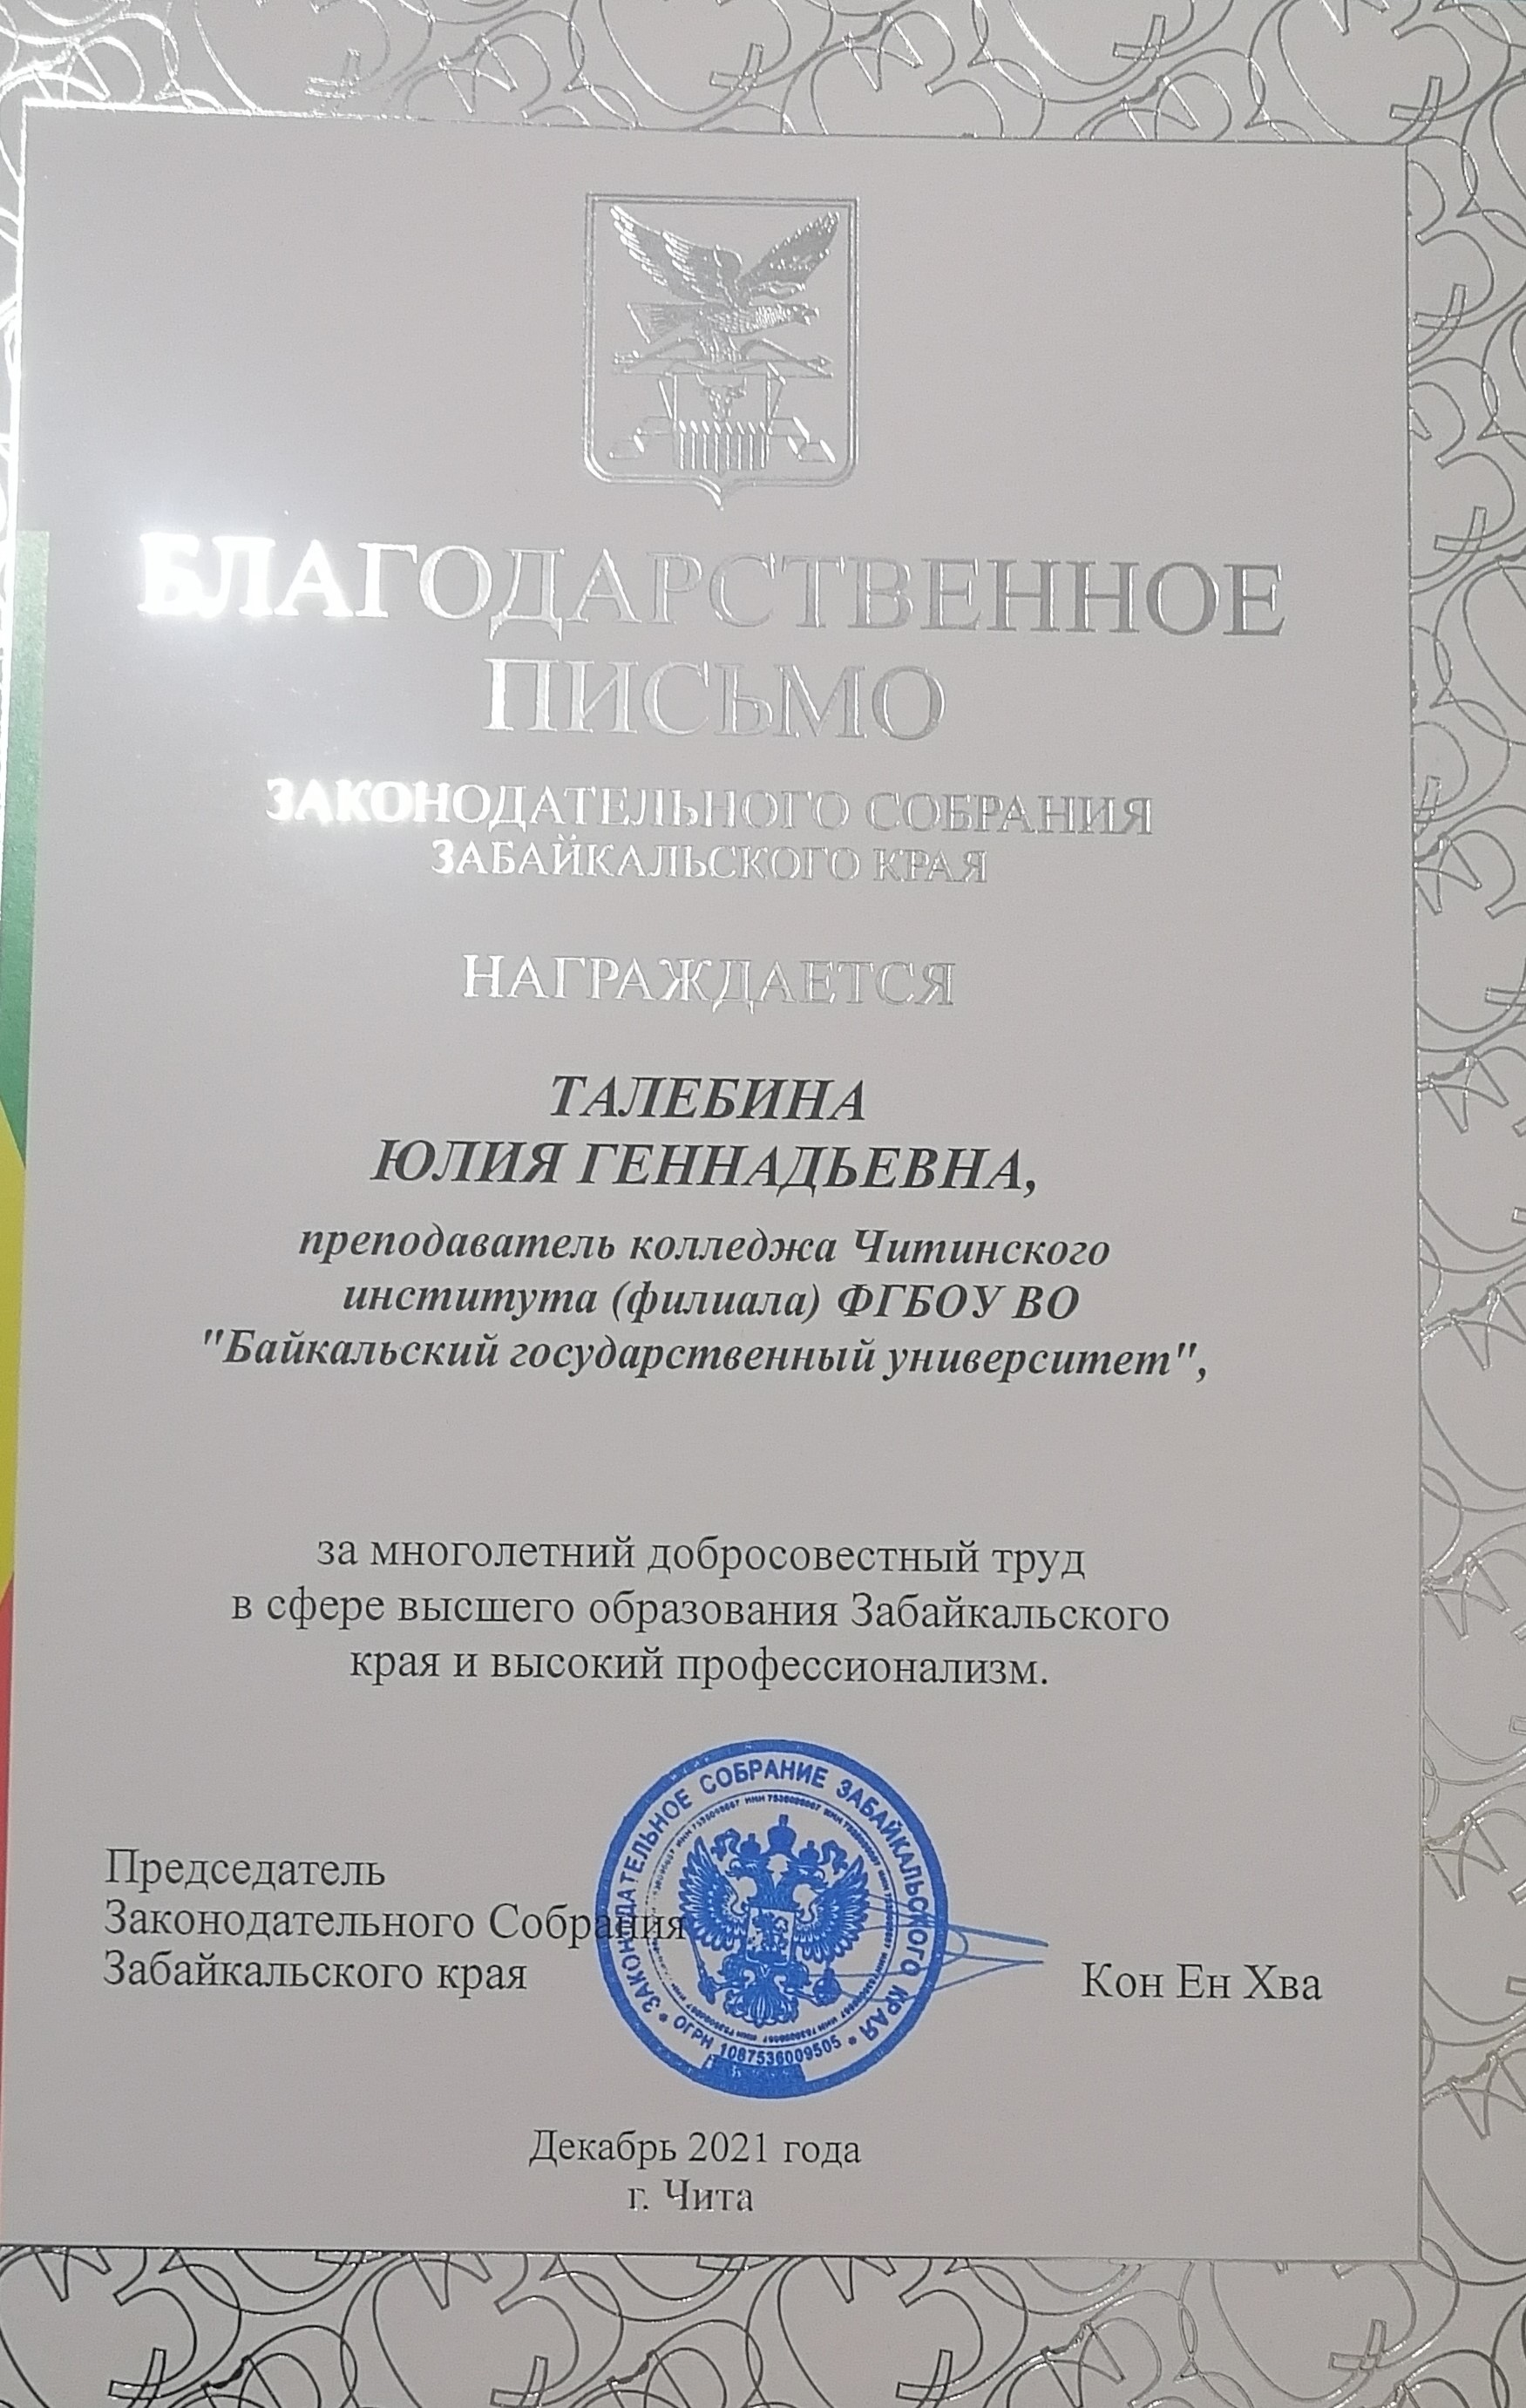 БЛАГОДАРСТВЕННОЕ
ПИСЬМО
ЗАКОНОДАТЕЛЬНОГО СОБРАНИЯ
ЗАБАЙКАЛЬСКОГО КРАЯ
НАГРАЖДАЕТСЯ
ТАЛЕБИНА
ЮЛИЯ ГЕННАДЬЕВНА,
преподаватель колледжа Читинского
института (филиала) ФГБОУ ВО
"Байкальский государственный университет",
за многолетний добросовестный труд
в сфере высшего образования Забайкальского
края и высокий профессионализм.
Председатель
Законодательного Собрания
Забайкальского края
ЗАКОНОДАТЕЛЬНОЕ СОБРАНИЕ ЗАБАЙКАЛЬСКОГО КРАЯ
ОГРН 1087536009505
Кон Ен Хва
Декабрь 2021 года
г. Чита